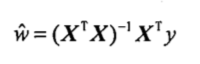 ŵ = (XᵀX)⁻¹Xᵀy